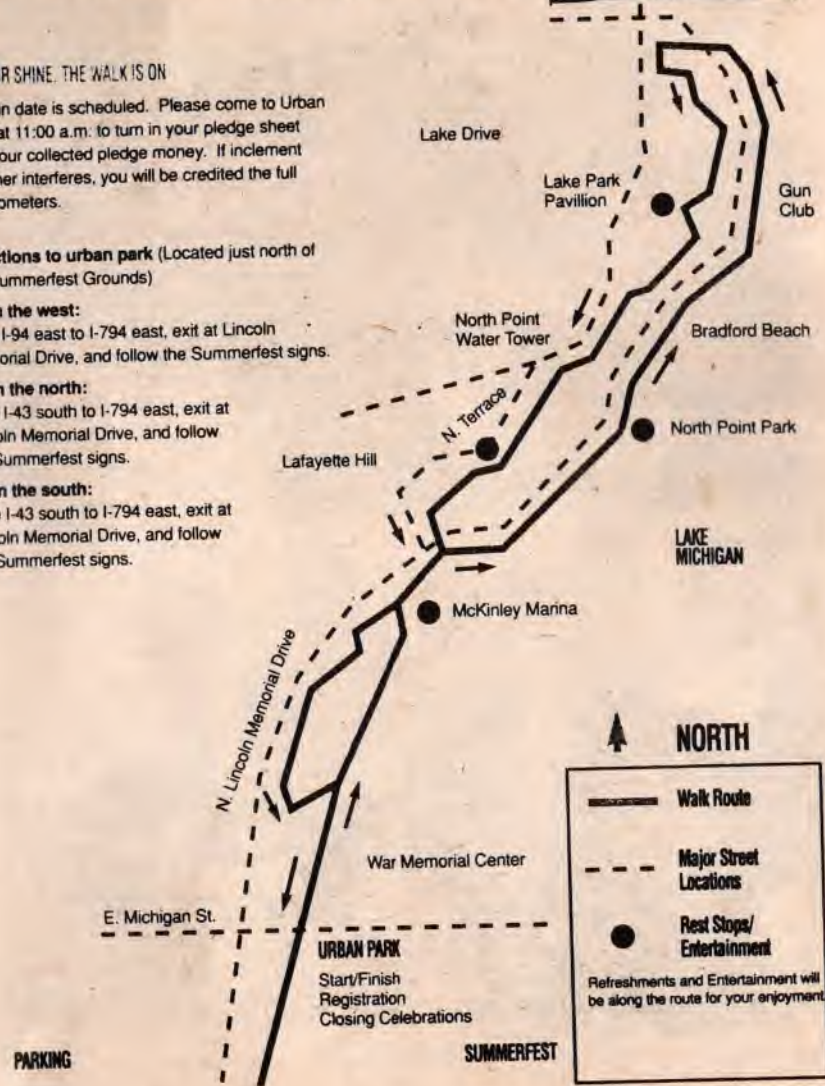 R SHINE. THE WALK IS ON
in date is scheduled. Please come to Urban
at 11:00 a.m. to turn in your pledge sheet
our collected pledge money. If inclement
her interferes, you will be credited the full
ometers.
ctions to urban park (Located just north of
ummerfest Grounds)
n the west:
I-94 east to I-794 east, exit at Lincoln
orial Drive, and follow the Summerfest signs.
n the north:
I-43 south to I-794 east, exit at
oln Memorial Drive, and follow
Summerfest signs.
n the south:
I-43 south to I-794 east, exit at
oln Memorial Drive, and follow
Summerfest signs.
Lake Drive
Lake Park
Pavillion
Gun
Club
North Point
Water Tower
Bradford Beach
N. Terrace
North Point Park
Lafayette Hill
LAKE
MICHIGAN
McKinley Marina
N. Lincoln Memorial Drive
War Memorial Center
E. Michigan St.
URBAN PARK
Start/Finish
Registration
Closing Celebrations
PARKING
SUMMERFEST
NORTH
Walk Route
Major Street
Locations
Rest Stops/
Entertainment
Refreshments and Entertainment will
be along the route for your enjoyment